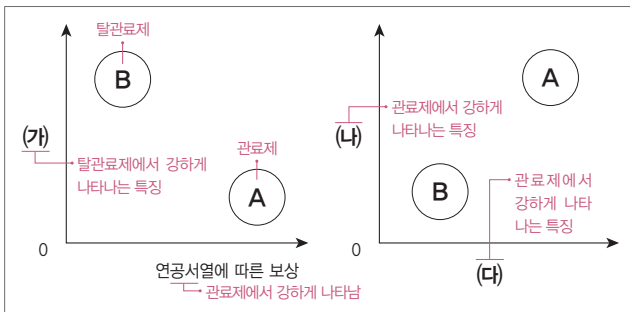 탈관료제
B
(가)
탈관료제에서 강하게
나타나는 특징
관료제
A
0
연공서열에 따른 보상
관료제에서 강하게 나타남
A
(나)
관료제에서 강하게
나타나는 특징
B
관료제에서
강하게 나타
나는 특징
0
(다)